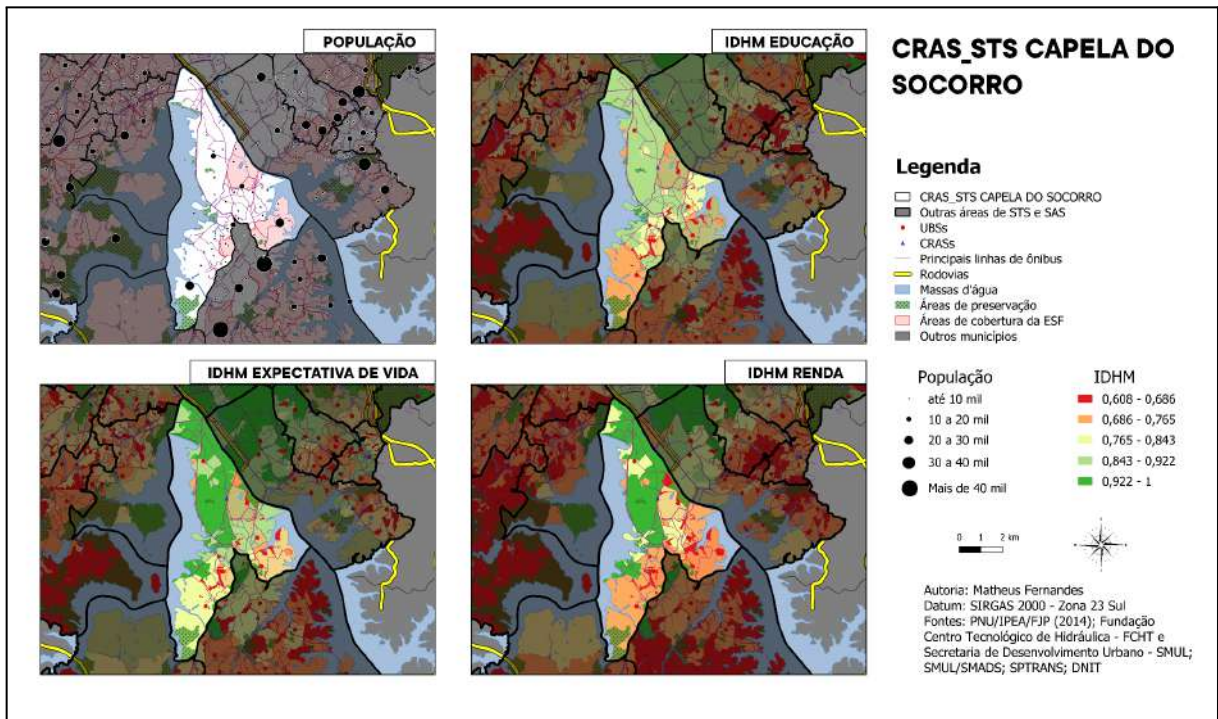 POPULAÇÃO
IDHM EDUCAÇÃO
IDHM EXPECTATIVA DE VIDA
IDHM RENDA
CRAS_STS CAPELA DO
SOCORRO
Legenda
CRAS_STS CAPELA DO SOCORRO
Outras áreas de STS e SAS
UBSs
CRASs
Principais linhas de ônibus
Rodovias
Massas d'água
Áreas de preservação
Áreas de cobertura da ESF
Outros municípios
População
até 10 mil
10 a 20 mil
20 a 30 mil
30 a 40 mil
Mais de 40 mil
IDHM
0,608 - 0,686
0,686 - 0,765
0,765 - 0,843
0,843 - 0,922
0,922 - 1
0 1 2 km
Autoria: Matheus Fernandes
Datum: SIRGAS 2000 - Zona 23 Sul
Fontes: PNU/IPEA/FJP (2014); Fundação
Centro Tecnológico de Hidráulica - FCHT e
Secretaria de Desenvolvimento Urbano - SMUL;
SMUL/SMADS; SPTRANS; DNIT